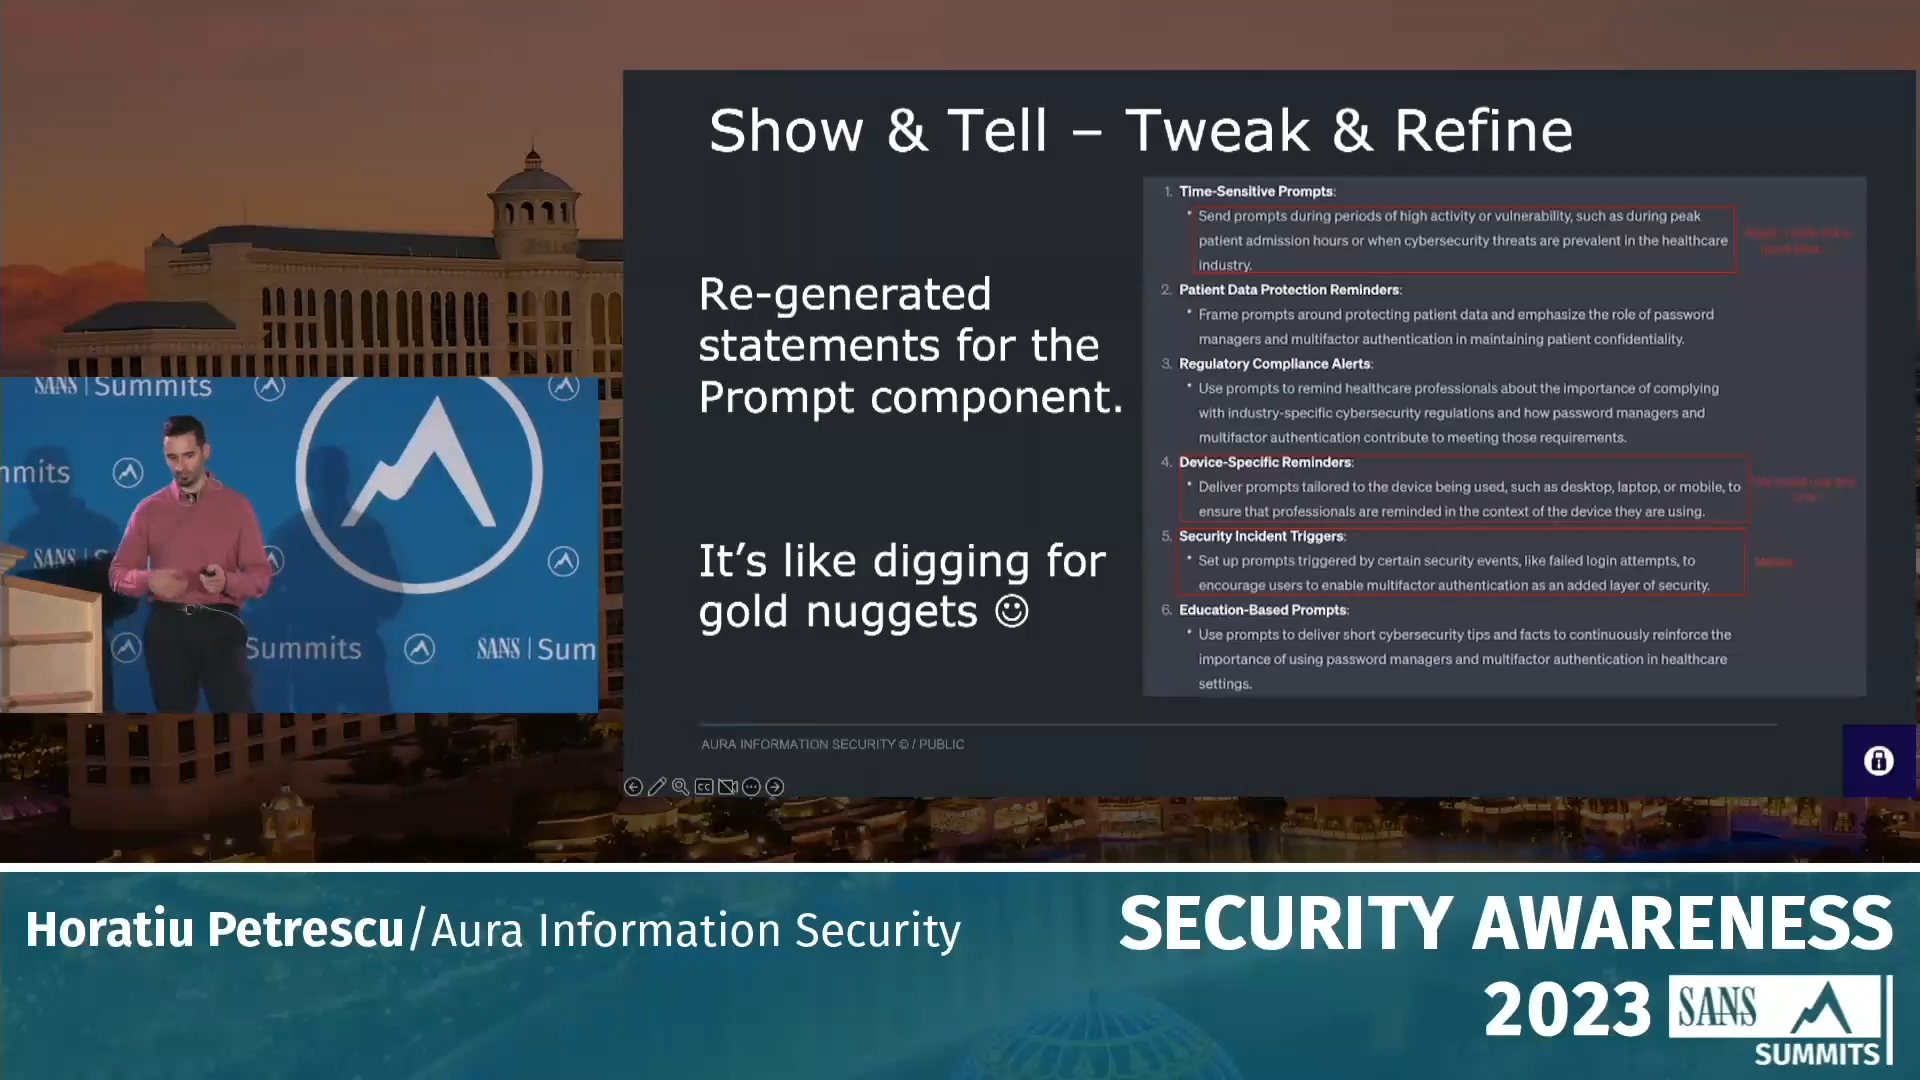 Show & Tell – Tweak & Refine
Re-generated
statements for the
Prompt component.
It’s like digging for
gold nuggets ☺
1. Time-Sensitive Prompts:
• Send prompts during periods of high activity or vulnerability, such as during peak
patient admission hours or when cybersecurity threats are prevalent in the healthcare
industry.
2. Patient Data Protection Reminders:
• Frame prompts around protecting patient data and emphasize the role of password
managers and multifactor authentication in maintaining patient confidentiality.
3. Regulatory Compliance Alerts:
• Use prompts to remind healthcare professionals about the importance of complying
with industry-specific cybersecurity regulations and how password managers and
multifactor authentication contribute to meeting those requirements.
4. Device-Specific Reminders:
• Deliver prompts tailored to the device being used, such as desktop, laptop, or mobile, to
ensure that professionals are reminded in the context of the device they are using.
5. Security Incident Triggers:
• Set up prompts triggered by certain security events, like failed login attempts, to
encourage users to enable multifactor authentication as an added layer of security.
6. Education-Based Prompts:
• Use prompts to deliver short cybersecurity tips and facts to continuously reinforce the
importance of using password managers and multifactor authentication in healthcare
settings.
AURA INFORMATION SECURITY © / PUBLIC
CC
SANS | Summits
mmits
SANS
Summits
SANS | Sum
Horatiu Petrescu/Aura Information Security
SECURITY AWARENESS
2023
SANS
SUMMITS